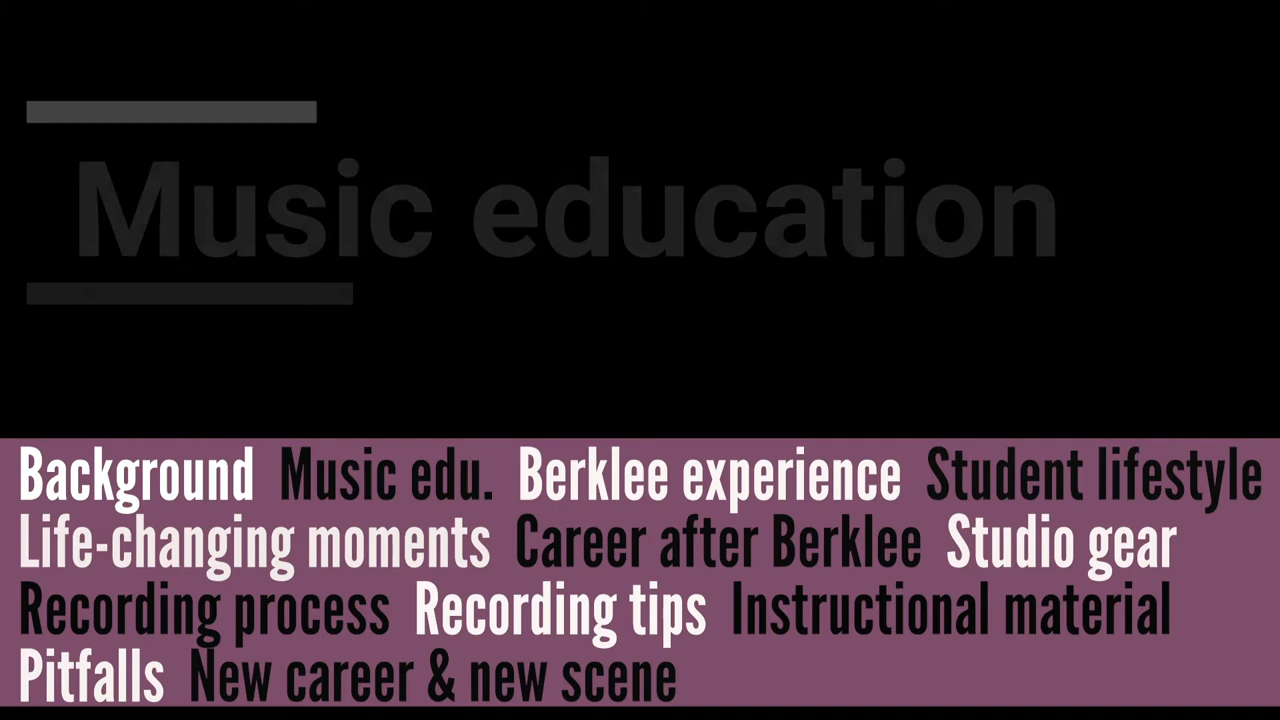 Music education
Background Music edu. Berklee experience Student lifestyle
Life-changing moments Career after Berklee Studio gear
Recording process Recording tips Instructional material
Pitfalls New career & new scene